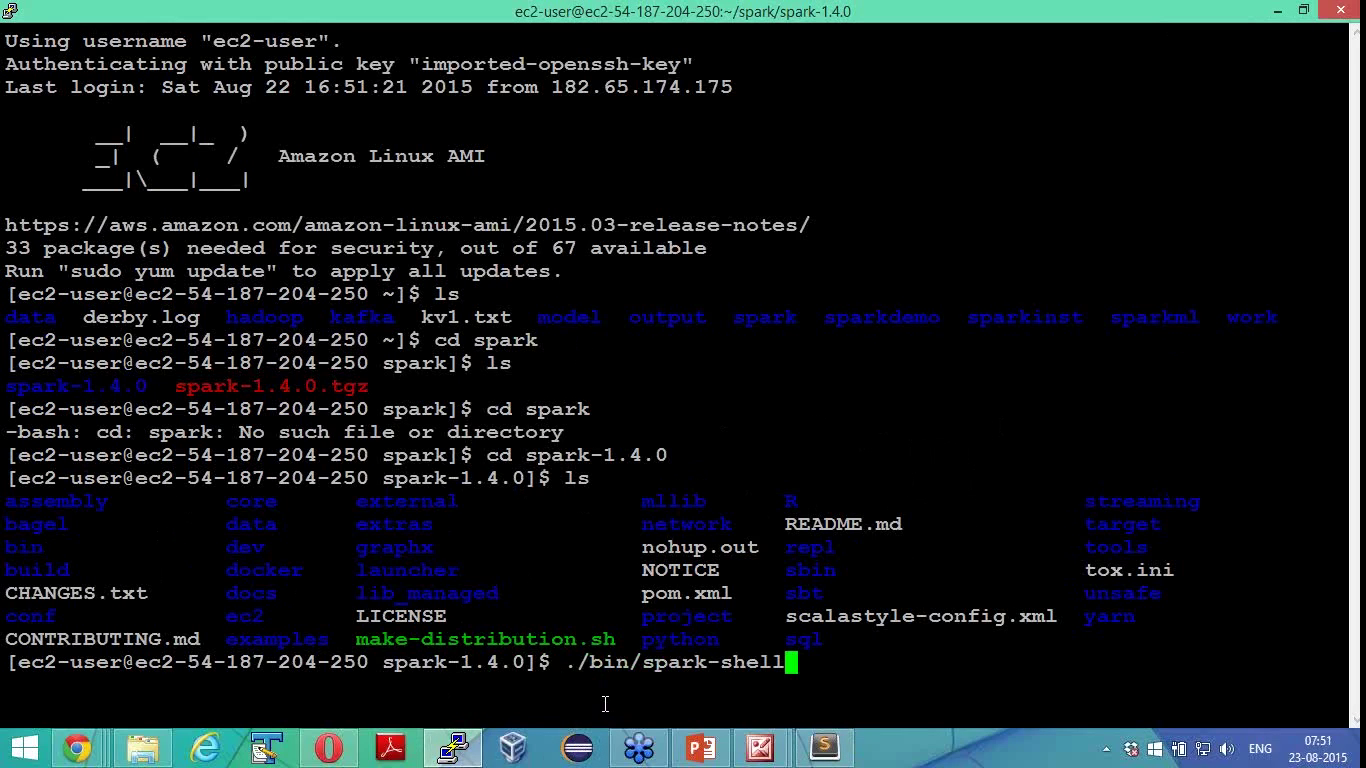 ec2-user@ec2-54-187-204-250:~/spark/spark-1.4.0
Using username "ec2-user".
Authenticating with public key "imported-openssh-key"
Last login: Sat Aug 22 16:51:21 2015 from 182.65.174.175
__|  __|_  )
_|  (     /   Amazon Linux AMI
___|\___|___|
https://aws.amazon.com/amazon-linux-ami/2015.03-release-notes/
33 package(s) needed for security, out of 67 available
Run "sudo yum update" to apply all updates.
[ec2-user@ec2-54-187-204-250 ~]$ ls
data  derby.log  hadoop  kafka  kv1.txt  model  output  spark  sparkdemo  sparkinst  sparkml  work
[ec2-user@ec2-54-187-204-250 ~]$ cd spark
[ec2-user@ec2-54-187-204-250 spark]$ ls
spark-1.4.0  spark-1.4.0.tgz
[ec2-user@ec2-54-187-204-250 spark]$ cd spark
-bash: cd: spark: No such file or directory
[ec2-user@ec2-54-187-204-250 spark]$ cd spark-1.4.0
[ec2-user@ec2-54-187-204-250 spark-1.4.0]$ ls
assembly  core  external  mllib  R  streaming
bagel  data  extras  network  README.md  target
bin  dev  graphx  nohup.out  repl  tools
build  docker  launcher  NOTICE  sbin  tox.ini
CHANGES.txt  docs  lib_managed  pom.xml  sbt  unsafe
conf  ec2  LICENSE  project  scalastyle-config.xml  yarn
CONTRIBUTING.md  examples  make-distribution.sh  python  sql
[ec2-user@ec2-54-187-204-250 spark-1.4.0]$ ./bin/spark-shell
ENG
07:51
23-08-2015